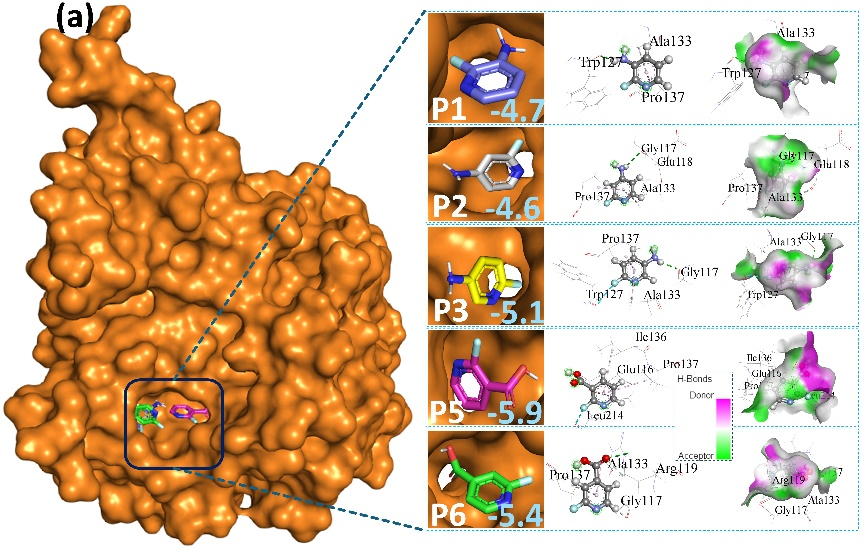 (a)
P1 -4.7
Ala133
Trp127
Pro137
Ala133
Trp127
P2 -4.6
Gly117
Glu118
Ala133
Pro137
Gly117
Glu118
Pro137
Ala133
P3 -5.1
Pro137
Gly117
Trp127
Ala133
Ala133
Gly117
Trp127
P5 -5.9
Ile136
Pro137
Glu116
Leu214
H-Bonds
Donor
Acceptor
Ile136
Glu116
P6 -5.4
Ala133
Pro137
Arg119
Gly117
Arg119
Ala133
Gly117